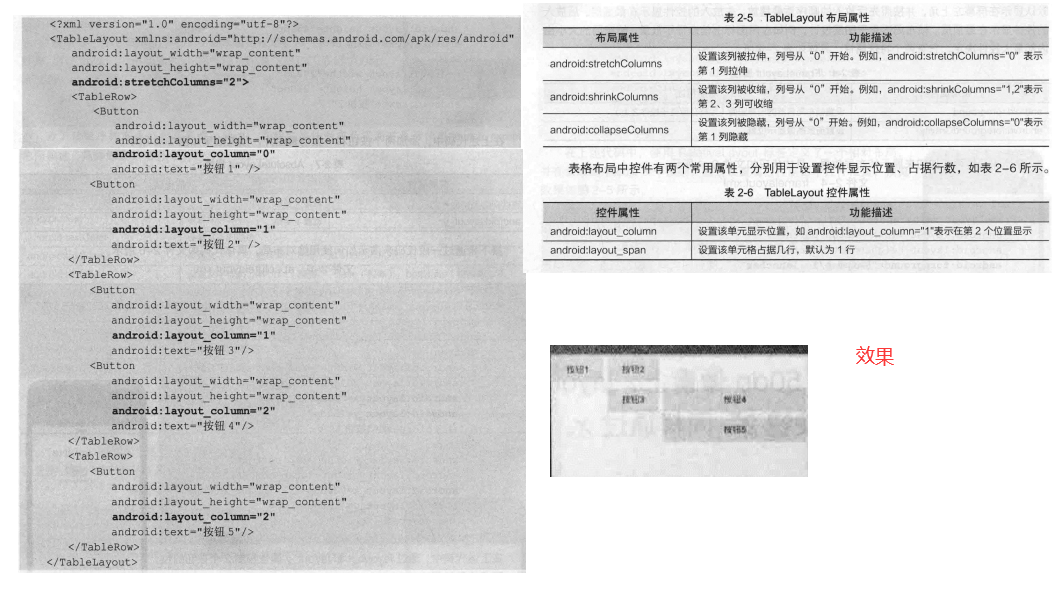 <?xml version="1.0" encoding="utf-8"?>
<TableLayout xmlns:android="http://schemas.android.com/apk/res/android"
android:layout_width="wrap_content"
android:layout_height="wrap_content"
android:stretchColumns="2">
<TableRow>
<Button
android:layout_width="wrap_content"
android:layout_height="wrap_content"
android:layout_column="0"
android:text="按钮1" />
<Button
android:layout_width="wrap_content"
android:layout_height="wrap_content"
android:layout_column="1"
android:text="按钮2" />
</TableRow>
<TableRow>
<Button
android:layout_width="wrap_content"
android:layout_height="wrap_content"
android:layout_column="1"
android:text="按钮3"/>
<Button
android:layout_width="wrap_content"
android:layout_height="wrap_content"
android:layout_column="2"
android:text="按钮4"/>
</TableRow>
<TableRow>
<Button
android:layout_width="wrap_content"
android:layout_height="wrap_content"
android:layout_column="2"
android:text="按钮5"/>
</TableRow>
</TableLayout>
表 2-5 TableLayout 布局属性
布局属性 功能描述
android:stretchColumns 设置该列被拉伸，列号从“0”开始。例如，android:stretchColumns="0" 表示
第 1 列拉伸
android:shrinkColumns 设置该列被收缩，列号从“0”开始。例如，android:shrinkColumns="1,2"表示
第 2、3 列可收缩
android:collapseColumns 设置该列被隐藏，列号从“0”开始。例如，android:collapseColumns="0"表示
第 1 列隐藏
表格布局中控件有两个常用属性，分别用于设置控件显示位置、占据行数，如表 2-6 所示。
表 2-6 TableLayout 控件属性
控件属性 功能描述
android:layout_column 设置该单元显示位置，如 android:layout_column="1"表示在第 2 个位置显示
android:layout_span 设置该单元格占据几行，默认为 1 行
按钮1 按钮2
按钮3 按钮4
按钮5
效果